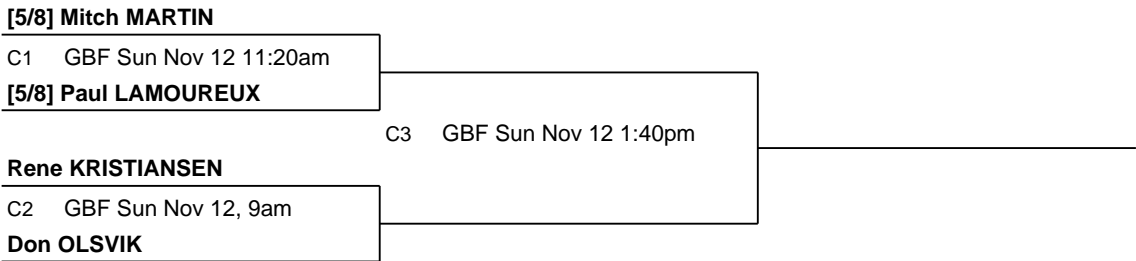 [5/8] Mitch MARTIN
C1 GBF Sun Nov 12 11:20am
[5/8] Paul LAMOUREUX
C3 GBF Sun Nov 12 1:40pm
Rene KRISTIANSEN
C2 GBF Sun Nov 12, 9am
Don OLSVIK